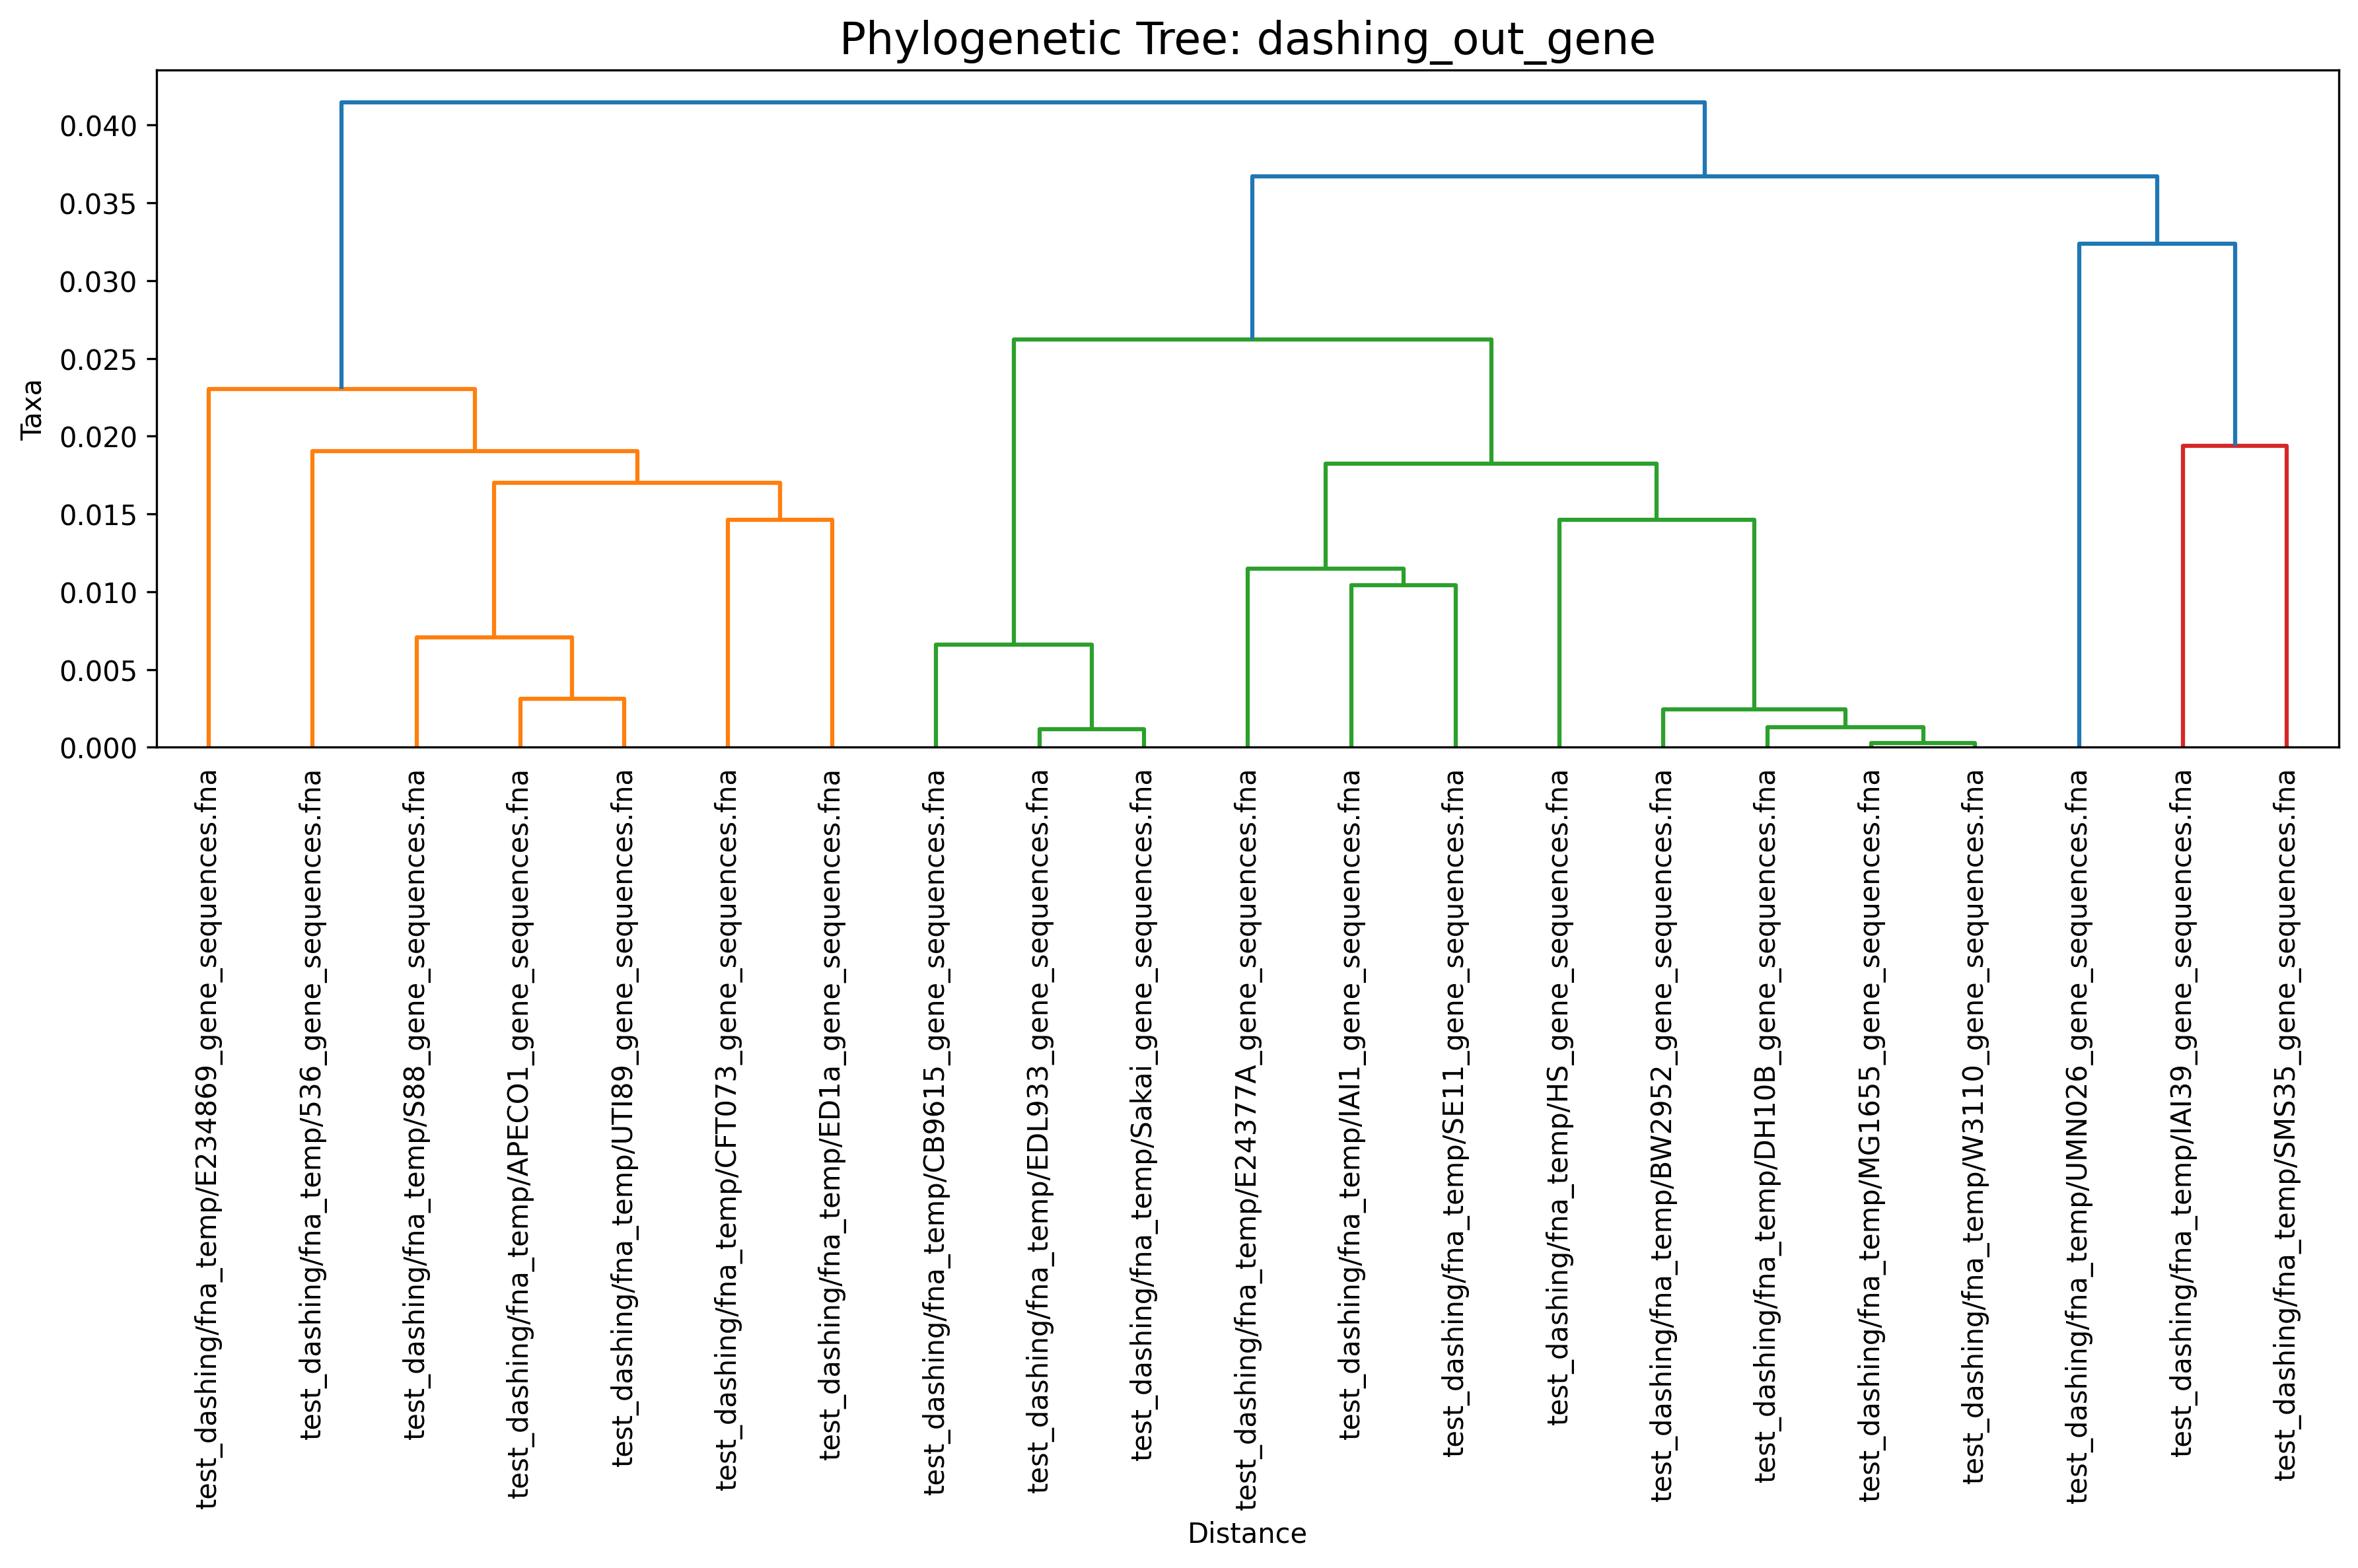 Phylogenetic Tree: dashing_out_gene
0.040
0.035
0.030
0.025
0.020
0.015
0.010
0.005
0.000
Taxa
test_dashing/fna_temp/E234869_gene_sequences.fna
test_dashing/fna_temp/536_gene_sequences.fna
test_dashing/fna_temp/S88_gene_sequences.fna
test_dashing/fna_temp/APECO1_gene_sequences.fna
test_dashing/fna_temp/UTI89_gene_sequences.fna
test_dashing/fna_temp/CFT073_gene_sequences.fna
test_dashing/fna_temp/ED1a_gene_sequences.fna
test_dashing/fna_temp/CB9615_gene_sequences.fna
test_dashing/fna_temp/EDL933_gene_sequences.fna
test_dashing/fna_temp/Sakai_gene_sequences.fna
test_dashing/fna_temp/E24377A_gene_sequences.fna
test_dashing/fna_temp/IAI1_gene_sequences.fna
test_dashing/fna_temp/SE11_gene_sequences.fna
test_dashing/fna_temp/HS_gene_sequences.fna
test_dashing/fna_temp/BW2952_gene_sequences.fna
test_dashing/fna_temp/DH10B_gene_sequences.fna
test_dashing/fna_temp/MG1655_gene_sequences.fna
test_dashing/fna_temp/W3110_gene_sequences.fna
test_dashing/fna_temp/UMN026_gene_sequences.fna
test_dashing/fna_temp/IAI39_gene_sequences.fna
test_dashing/fna_temp/SMS35_gene_sequences.fna
Distance